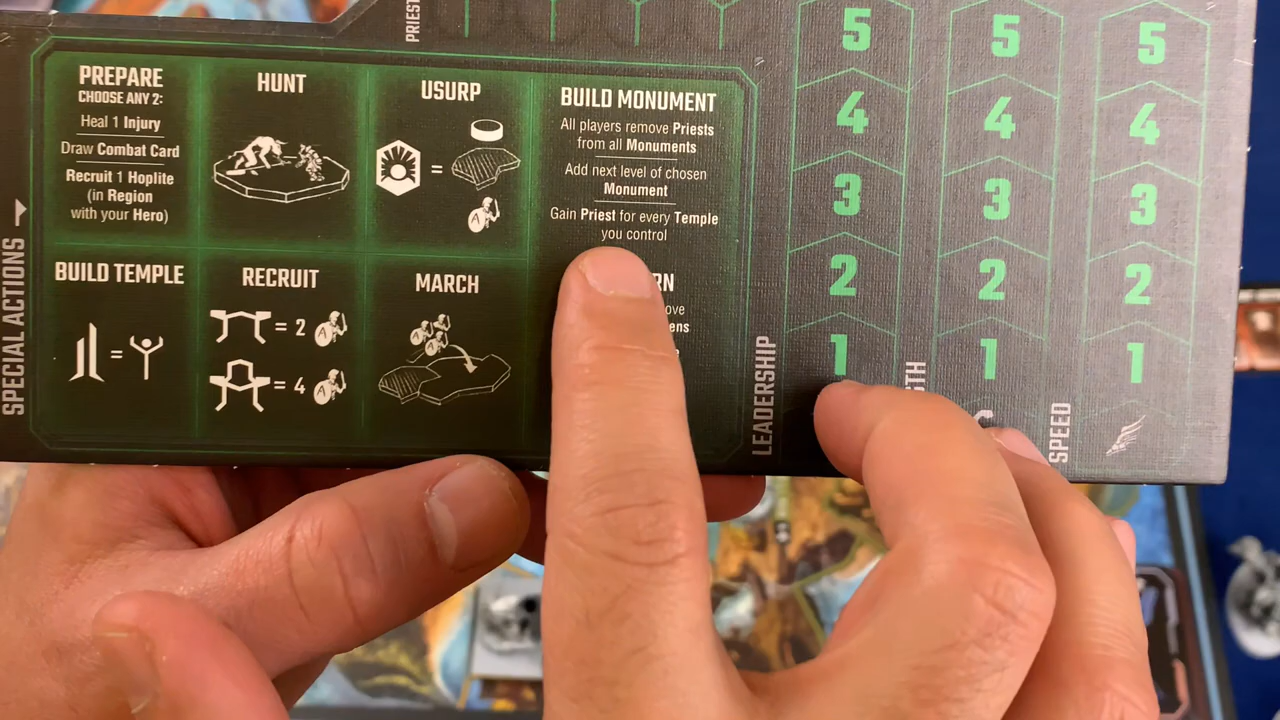 PRIEST
PREPARE
CHOOSE ANY 2:
Heal 1 Injury
Draw Combat Card
Recruit 1 Hoplite
(in Region
with your Hero)
HUNT
USURP
=
A
BUILD MONUMENT
All players remove Priests
from all Monuments
Add next level of chosen
Monument
Gain Priest for every Temple
you control
SPECIAL ACTIONS
BUILD TEMPLE
=
RECRUIT
= 2 A
= 4 A
MARCH
A A A
LEADERSHIP
5
4
3
2
1
5
4
3
2
1
SPEED
5
4
3
2
1